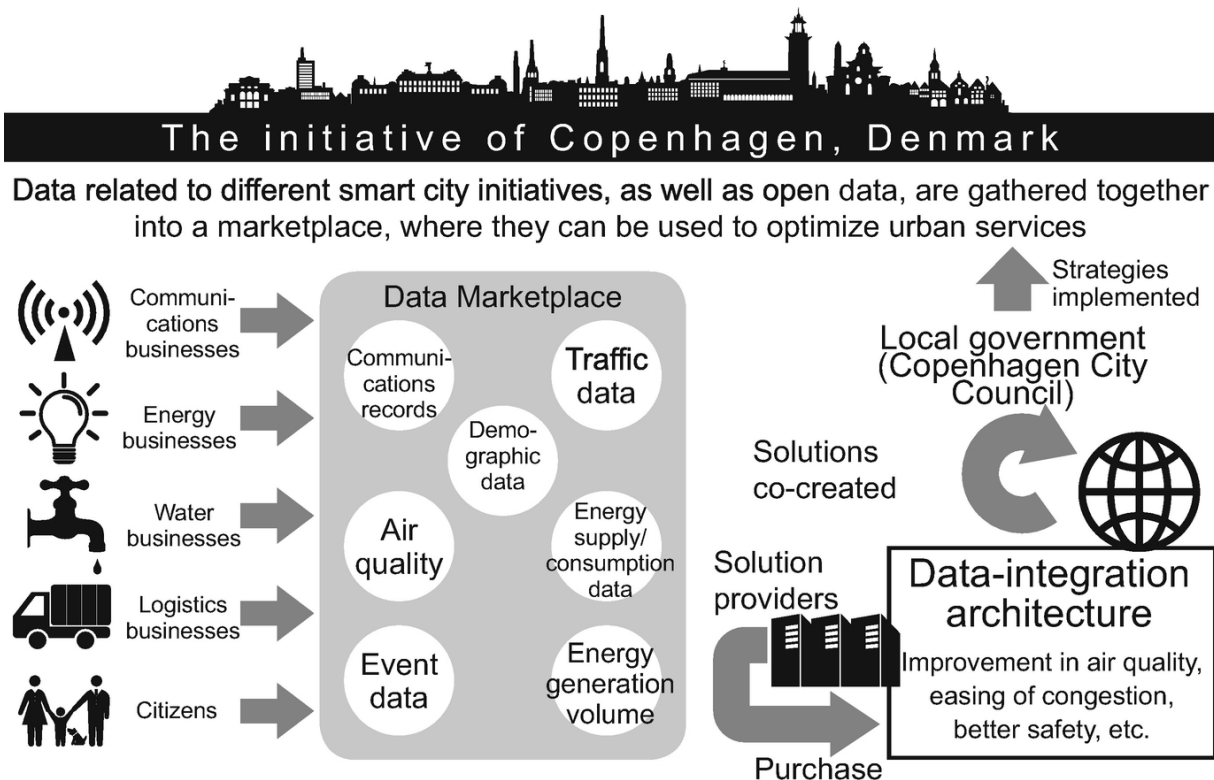 The initiative of Copenhagen, Denmark
Data related to different smart city initiatives, as well as open data, are gathered together
into a marketplace, where they can be used to optimize urban services
Communi-
cations
businesses
Energy
businesses
Water
businesses
Logistics
businesses
Citizens
Data Marketplace
Communi-
cations
records
Traffic
data
Demo-
graphic
data
Air
quality
Energy
supply/
consumption
data
Event
data
Energy
generation
volume
Strategies
implemented
Local government
(Copenhagen City
Council)
Solutions
co-created
Solution
providers
Purchase
Data-integration
architecture
Improvement in air quality,
easing of congestion,
better safety, etc.